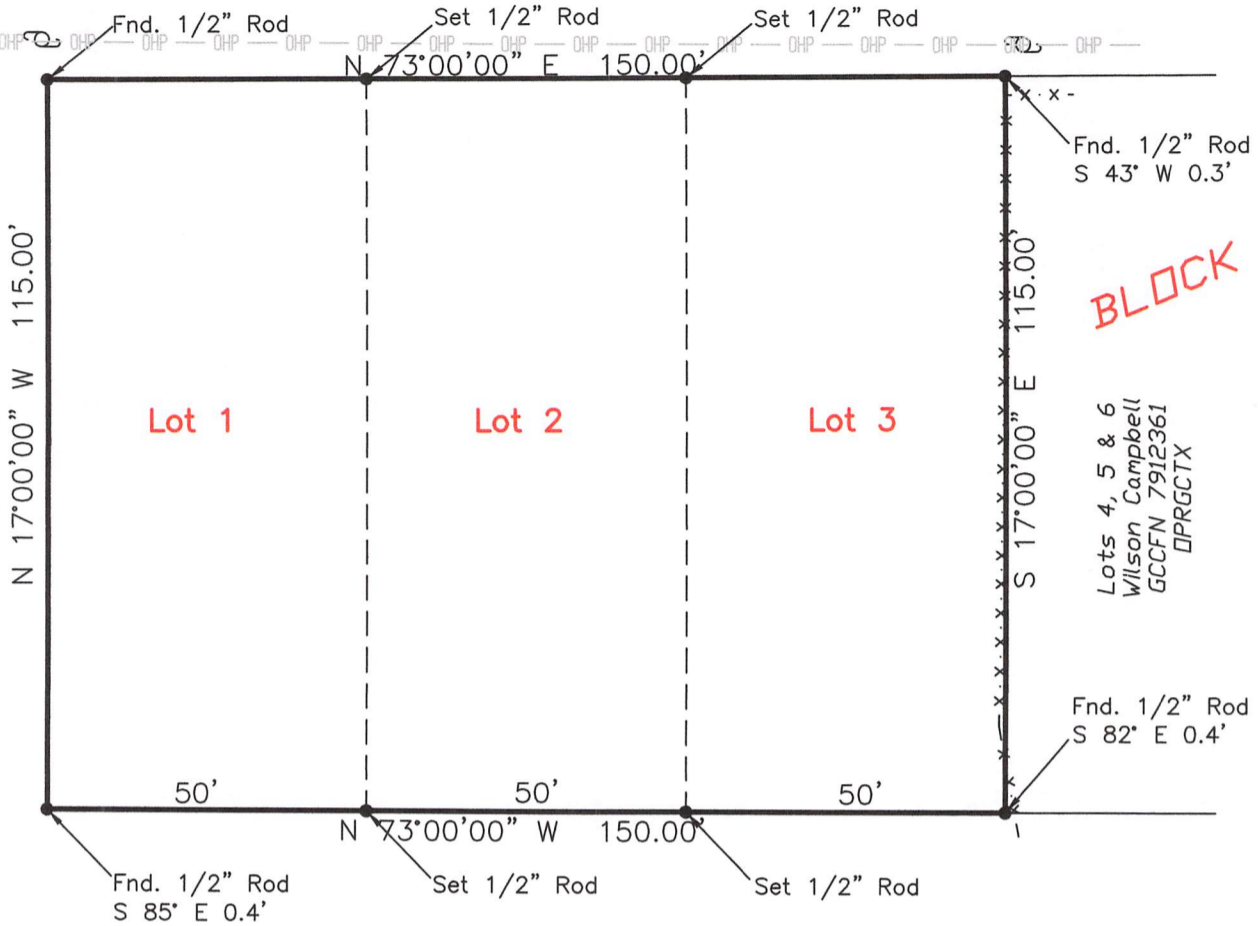 Fnd. 1/2" Rod
Set 1/2" Rod
Set 1/2" Rod
OHP OHP OHP OHP OHP OHP OHP OHP OHP OHP OHP OHP OHP OHP OHP
N 73°00'00" E 150.00'
Fnd. 1/2" Rod
S 43° W 0.3'
N 17°00'00" W 115.00'
S 17°00'00" E 115.00'
BLOCK
Lot 1
Lot 2
Lot 3
Lots 4, 5 & 6
Wilson Campbell
GCCFN 7912361
OPRGCTX
Fnd. 1/2" Rod
S 82° E 0.4'
50'
50'
50'
N 73°00'00" W 150.00'
Fnd. 1/2" Rod
S 85° E 0.4'
Set 1/2" Rod
Set 1/2" Rod